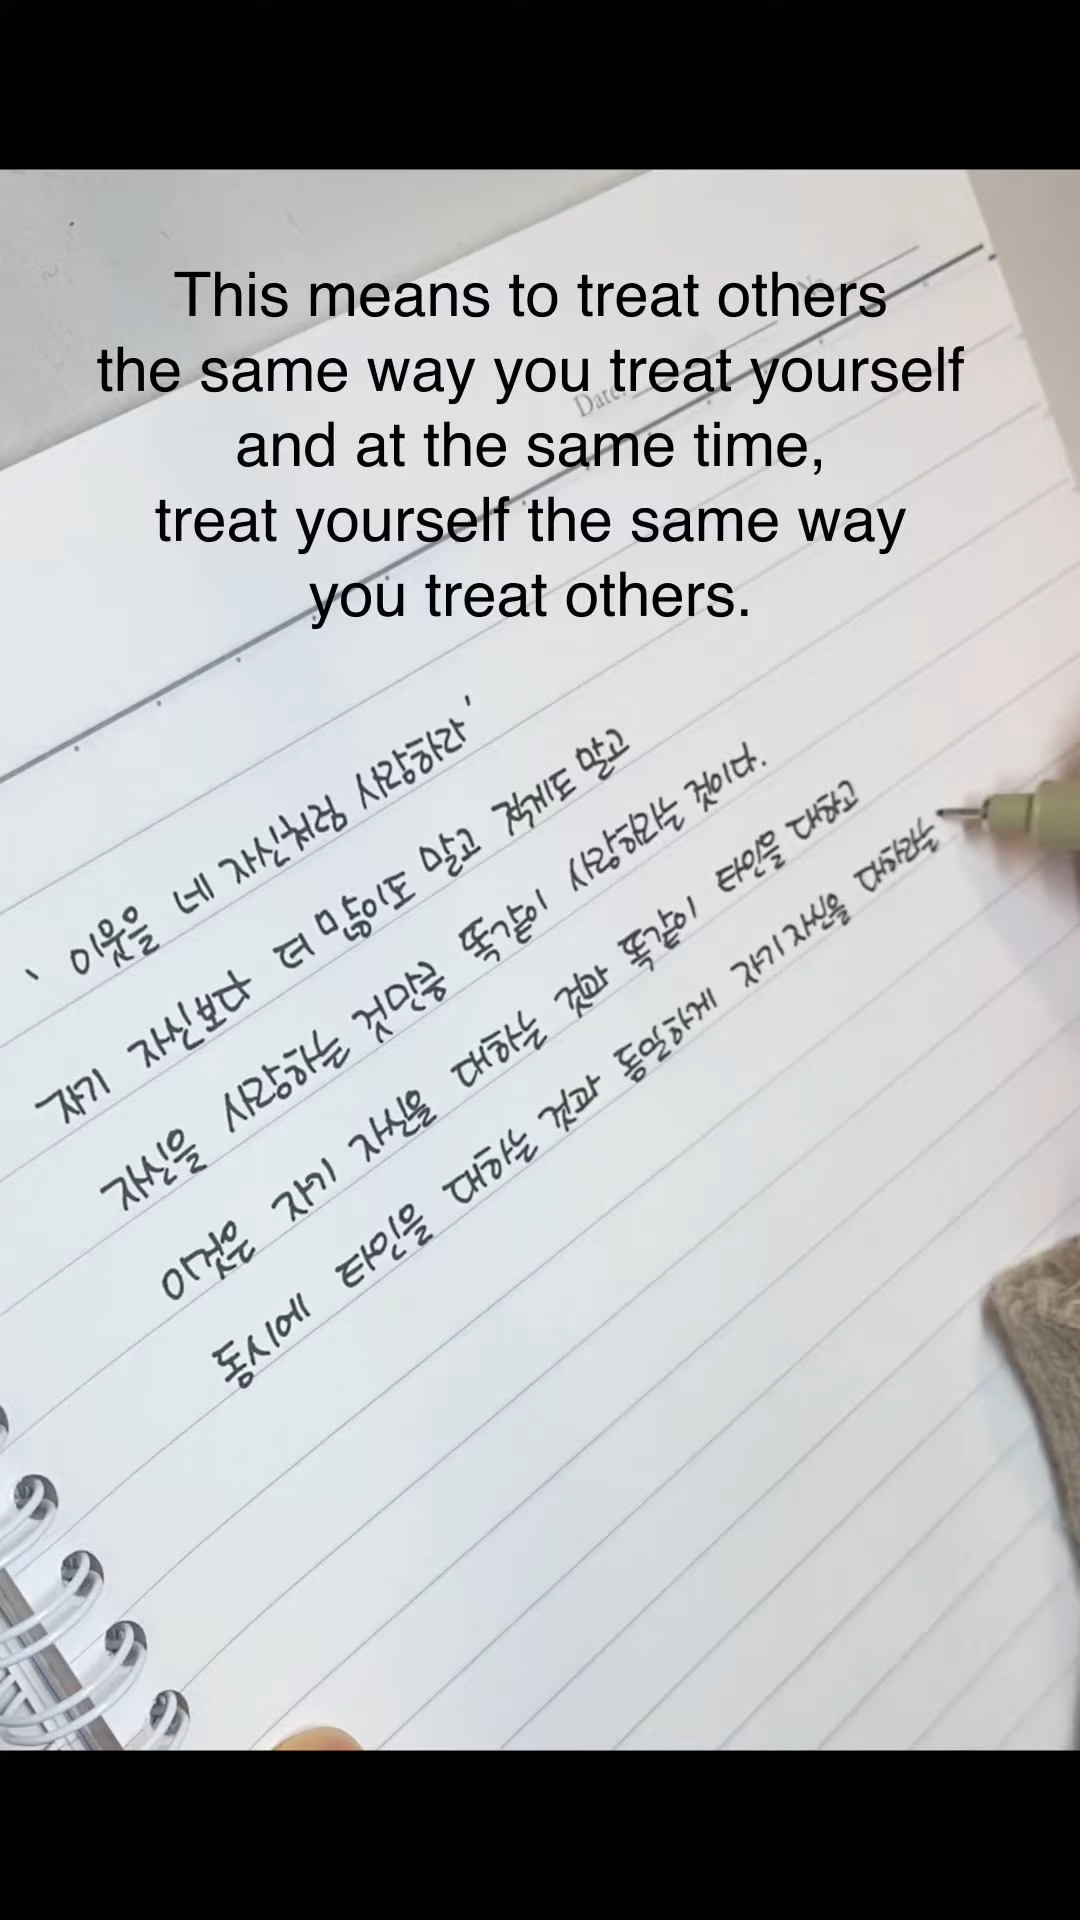 This means to treat others
the same way you treat yourself
and at the same time,
treat yourself the same way
you treat others.
No.
Date.
'이웃을 네 자신처럼 사랑하라'
자기 자신보다 더 많이도 말고 적게도 말고
자신을 사랑하는 것만큼 똑같이 사랑하라는 것이다.
이것은 자기 자신을 대하는 것과 똑같이 타인을 대하고
동시에 타인을 대하는 것과 동일하게 자기 자신을 대하라는